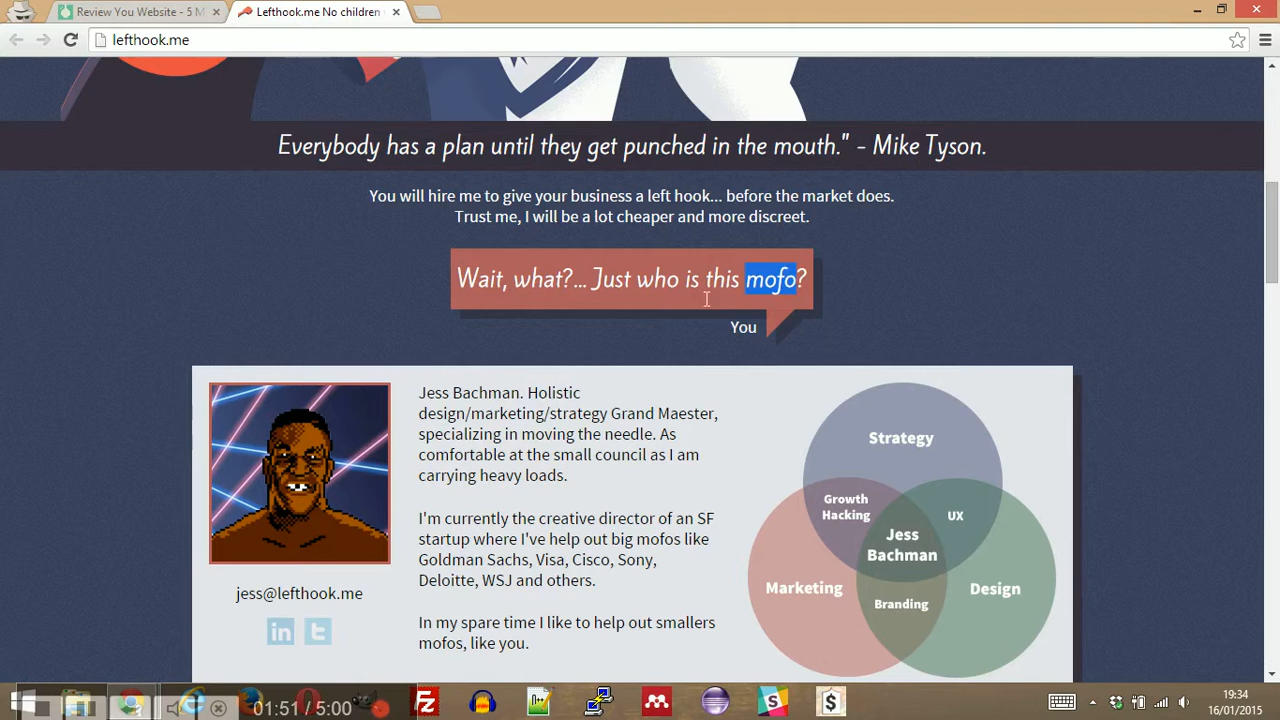 Review You Website - 5 M
Lefthook.me No children
lefthook.me
Everybody has a plan until they get punched in the mouth." - Mike Tyson.
You will hire me to give your business a left hook... before the market does.
Trust me, I will be a lot cheaper and more discreet.
Wait, what?... Just who is this mofo?
You
Jess Bachman. Holistic
design/marketing/strategy Grand Maester,
specializing in moving the needle. As
comfortable at the small council as I am
carrying heavy loads.
I'm currently the creative director of an SF
startup where I've help out big mofos like
Goldman Sachs, Visa, Cisco, Sony,
Deloitte, WSJ and others.
In my spare time I like to help out smallers
mofos, like you.
jess@lefthook.me
in
Strategy
Growth
Hacking
UX
Jess
Bachman
Marketing
Branding
Design
01:51 / 5:00
19:34
16/01/2015